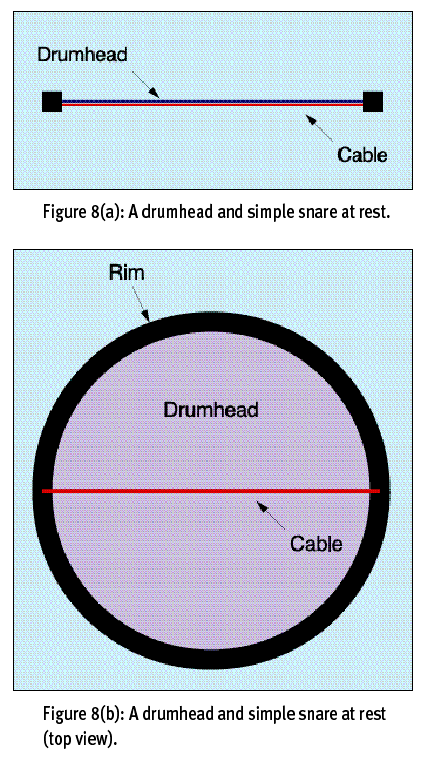 Drumhead
Cable
Figure 8(a): A drumhead and simple snare at rest.
Rim
Drumhead
Cable
Figure 8(b): A drumhead and simple snare at rest
(top view).